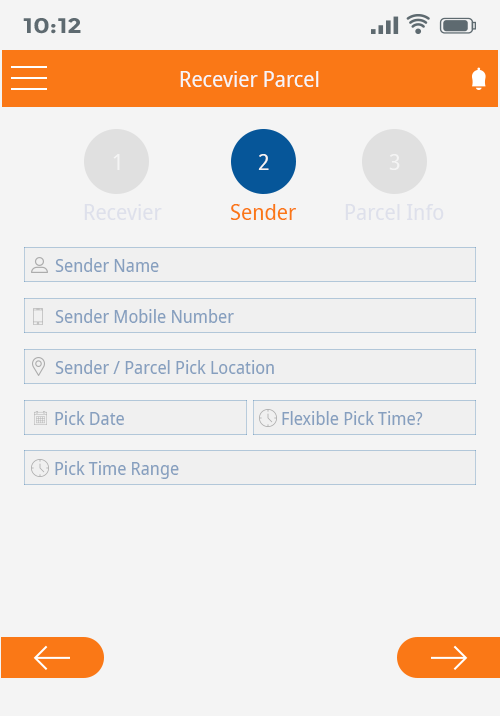 10:12
Recevier Parcel
1 2 3
Recevier Sender Parcel Info
Sender Name
Sender Mobile Number
Sender / Parcel Pick Location
Pick Date Flexible Pick Time?
Pick Time Range